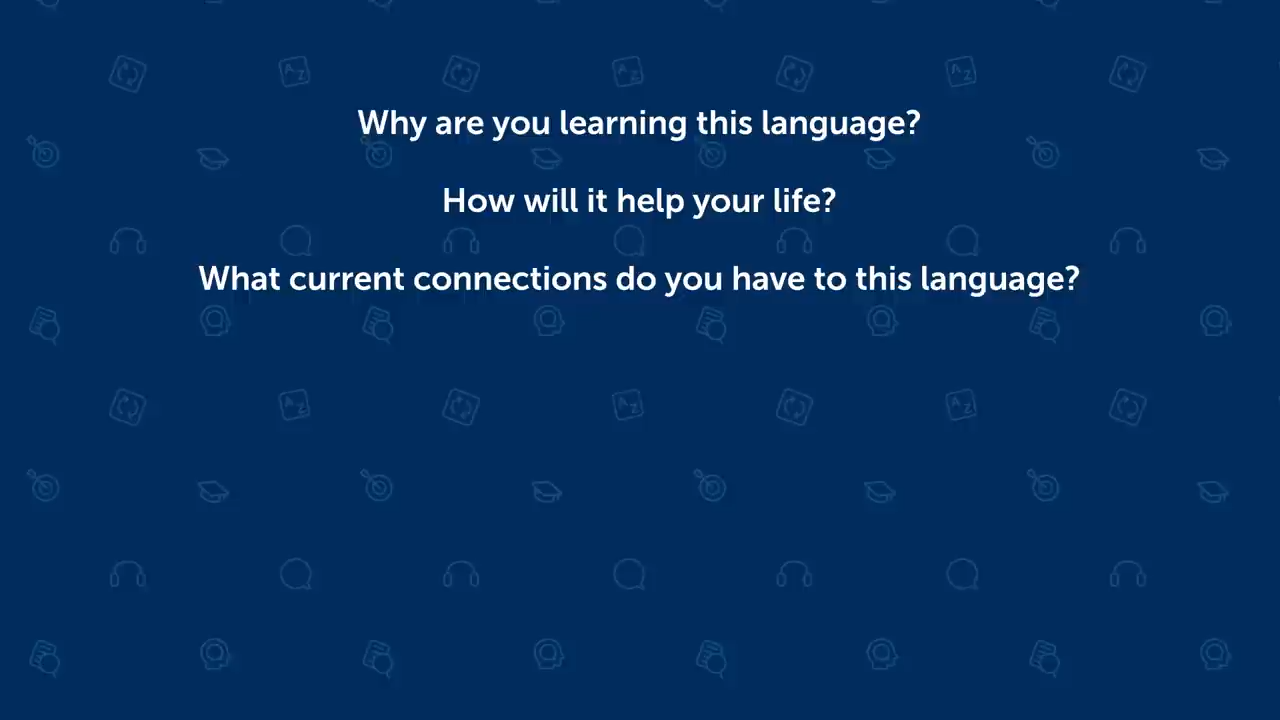 Why are you learning this language?
How will it help your life?
What current connections do you have to this language?